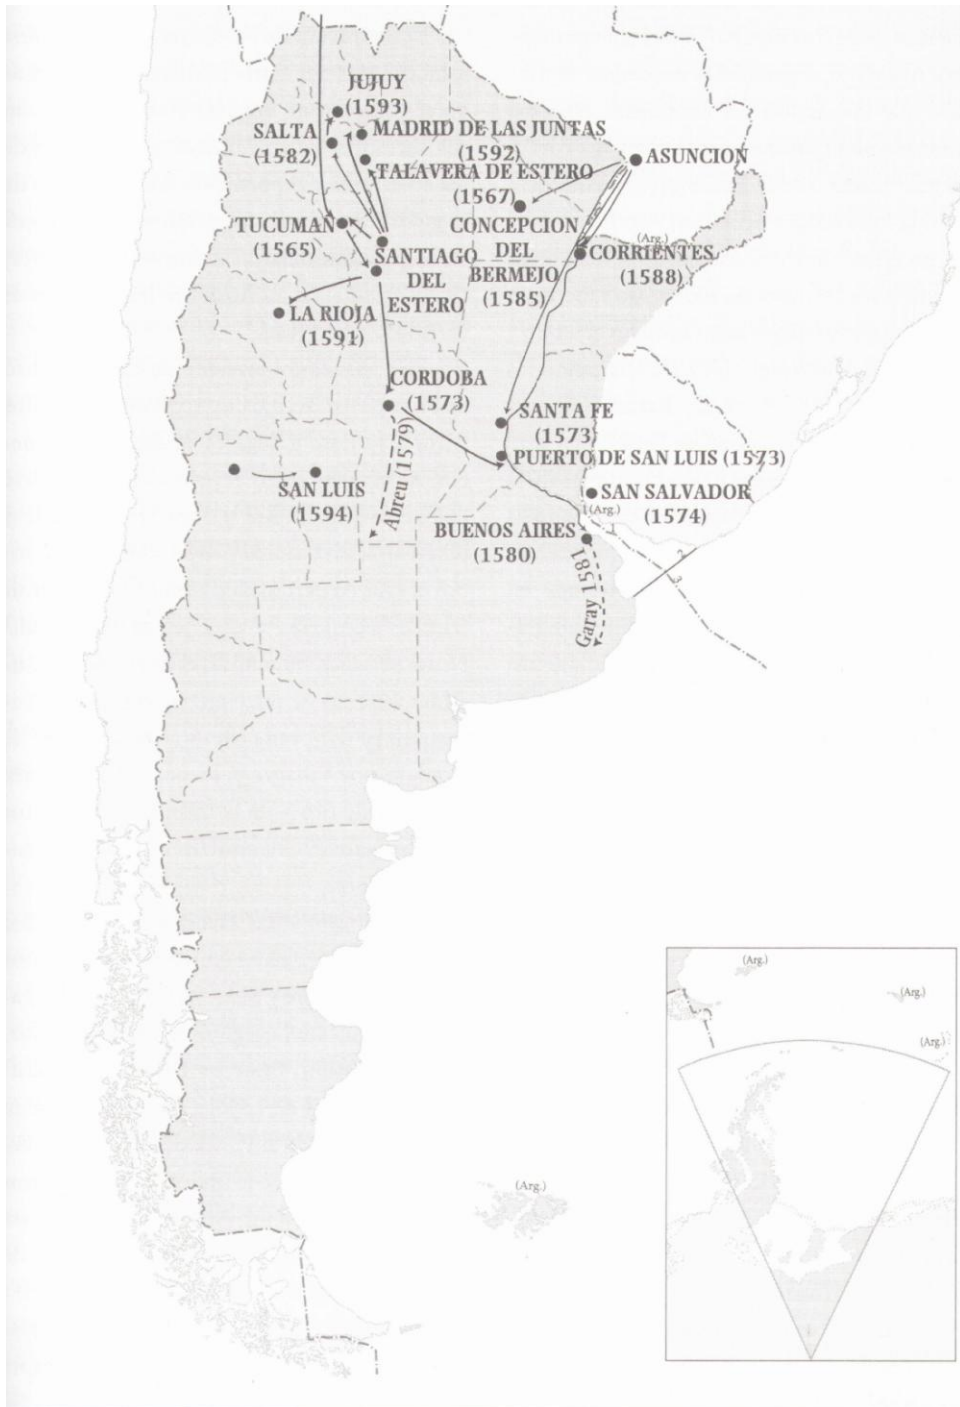 JUJUY
(1593)
SALTA
(1582)
MADRID DE LAS JUNTAS
(1592)
TALAVERA DE ESTERO
(1567)
ASUNCION
TUCUMAN
(1565)
CONCEPCION
DEL
BERMEJO
(1585)
(Arg.)
CORRIENTES
(1588)
SANTIAGO
DEL
ESTERO
LA RIOJA
(1591)
CORDOBA
(1573)
SANTA FE
(1573)
PUERTO DE SAN LUIS (1573)
SAN LUIS
(1594)
Abreu (1579)
SAN SALVADOR
(1574)
(Arg.)
BUENOS AIRES
(1580)
Garay 1581
(Arg.)
(Arg.)
(Arg.)
(Arg.)